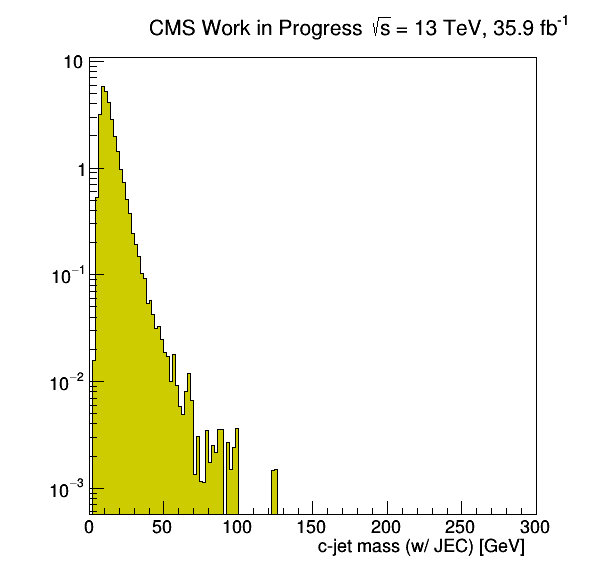 CMS Work in Progress √s = 13 TeV, 35.9 fb⁻¹
10
1
10⁻¹
10⁻²
10⁻³
0 50 100 150 200 250 300
c-jet mass (w/ JEC) [GeV]